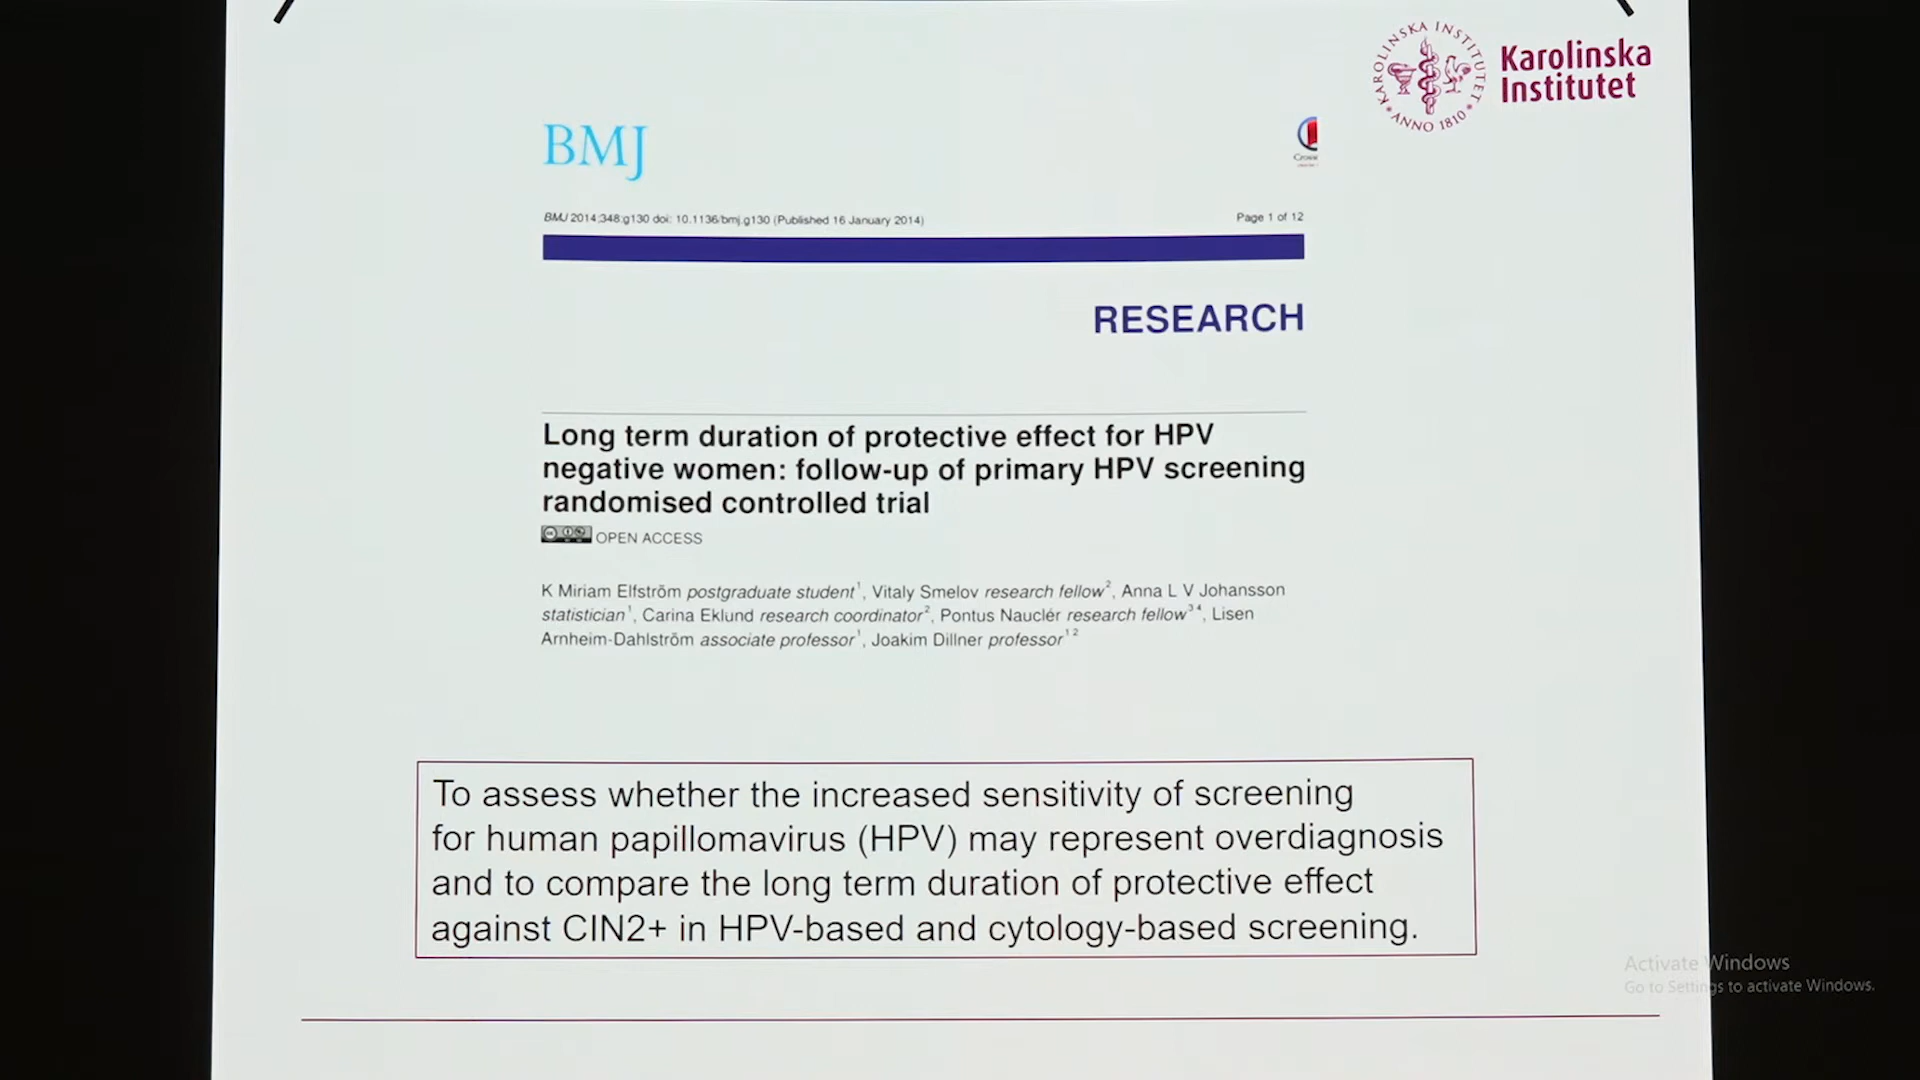 KAROLINSKA INSTITUTET
ANNO 1810
Karolinska
Institutet
BMJ
BMJ 2014;348:g130 doi: 10.1136/bmj.g130 (Published 16 January 2014)
Page 1 of 12
RESEARCH
Long term duration of protective effect for HPV
negative women: follow-up of primary HPV screening
randomised controlled trial
OPEN ACCESS
K Miriam Elfström postgraduate student1, Vitaly Smelov research fellow2, Anna L V Johansson
statistician1, Carina Eklund research coordinator2, Pontus Nauclér research fellow3 4, Lisen
Arnheim-Dahlström associate professor1, Joakim Dillner professor1 2
To assess whether the increased sensitivity of screening
for human papillomavirus (HPV) may represent overdiagnosis
and to compare the long term duration of protective effect
against CIN2+ in HPV-based and cytology-based screening.
Activate Windows
Go to Settings to activate Windows.